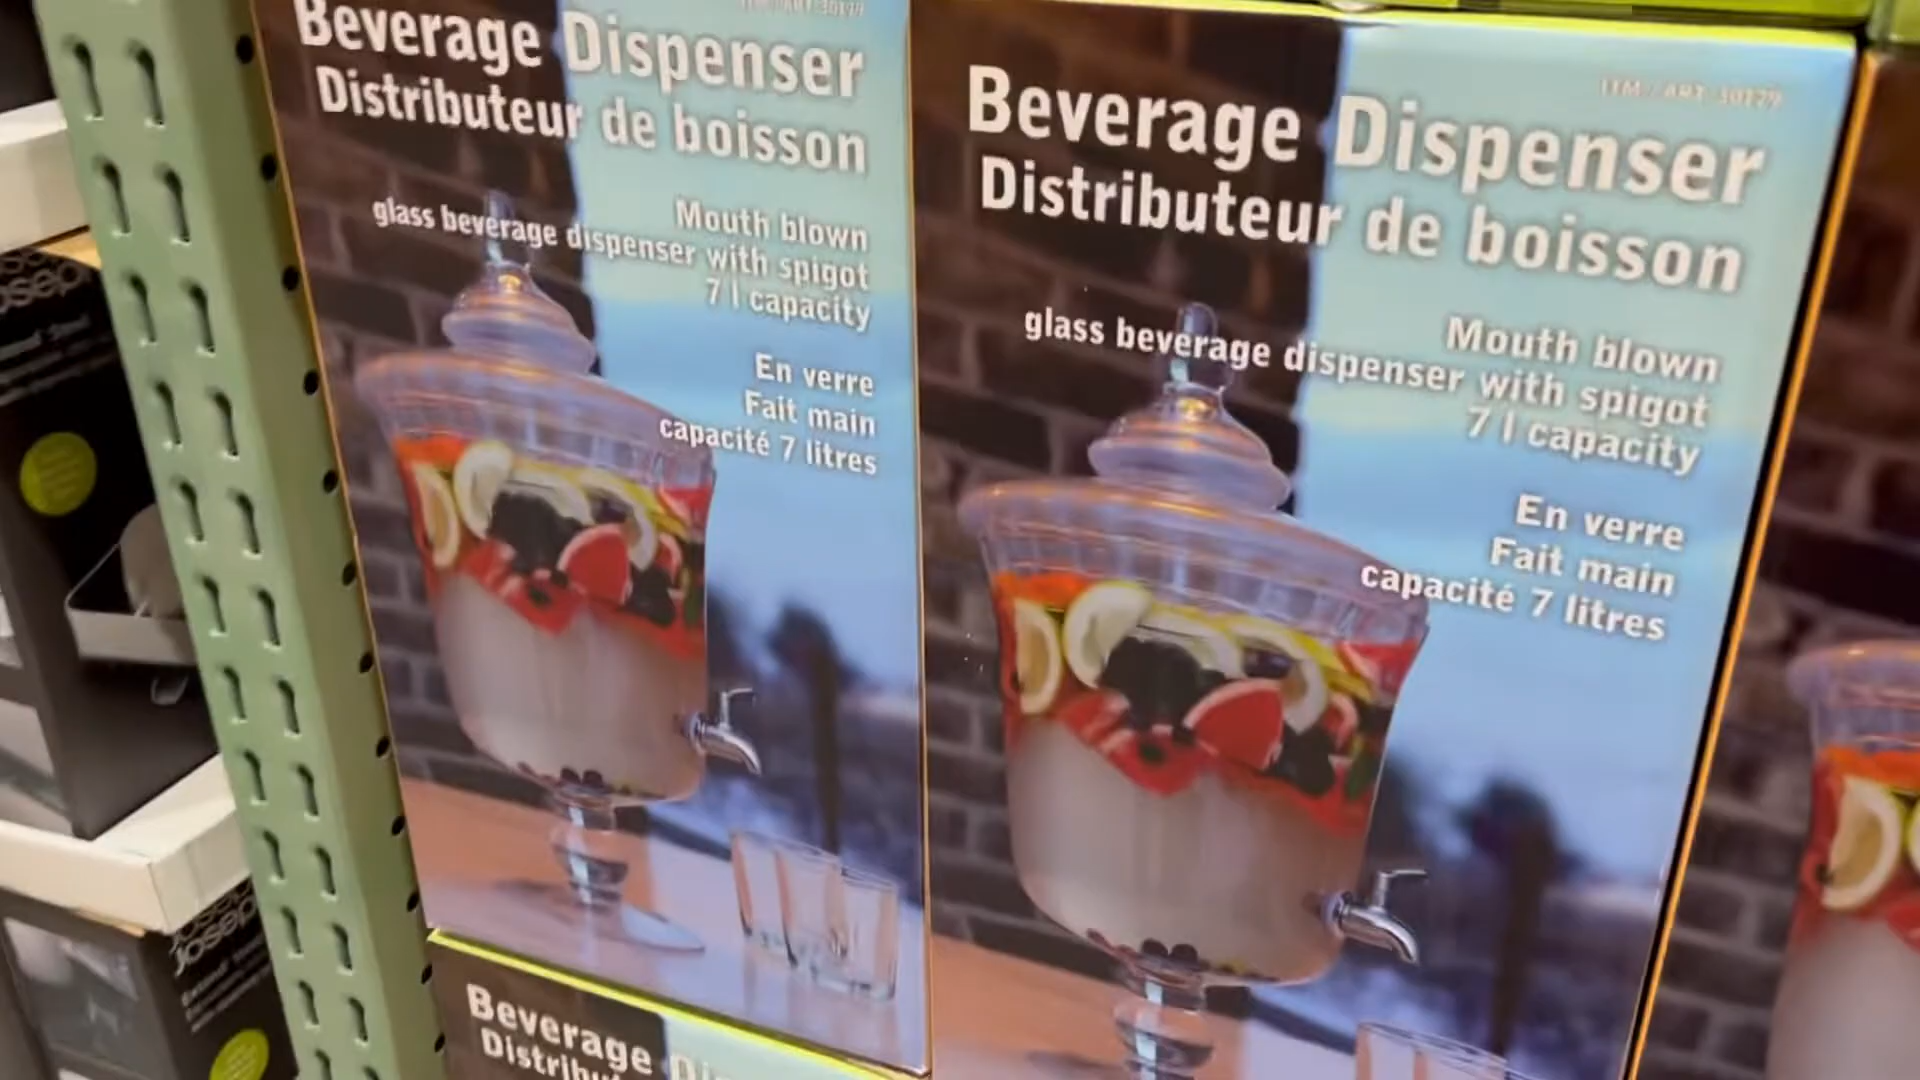 Beverage Dispenser
Distributeur de boisson
Mouth blown
glass beverage dispenser with spigot
7 l capacity
En verre
Fait main
capacité 7 litres
ITM / ART 30179
Beverage Dispenser
Distributeur de boisson
Mouth blown
glass beverage dispenser with spigot
7 l capacity
En verre
Fait main
capacité 7 litres
Beverage
Joseph